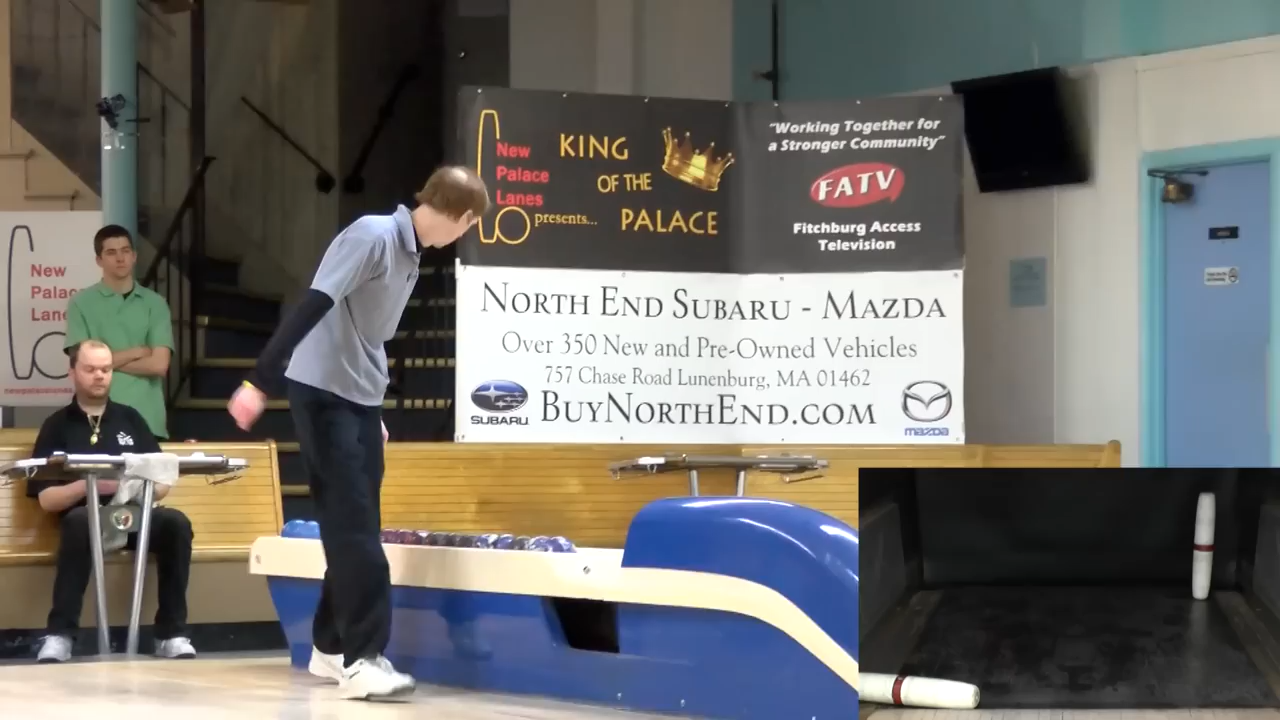 New
Palace
Lanes
presents...
KING
OF THE
PALACE
"Working Together for
a Stronger Community"
FATV
Fitchburg Access
Television
NORTH END SUBARU - MAZDA
Over 350 New and Pre-Owned Vehicles
757 Chase Road Lunenburg, MA 01462
BUYNORTHEND.COM
SUBARU
mazda
New
Palac
Lane